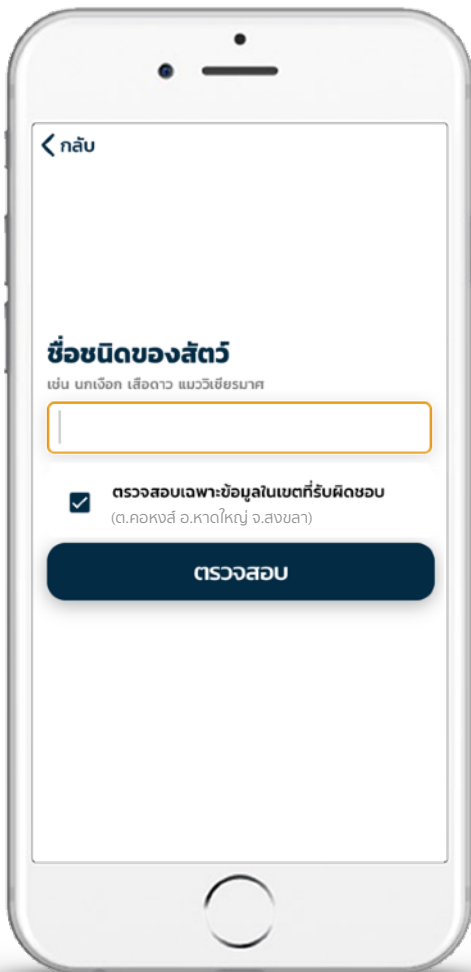 กลับ
ชื่อชนิดของสัตว์
เช่น นกเงือก เสือดาว แมววิเชียรมาศ
ตรวจสอบเฉพาะข้อมูลในเขตที่รับผิดชอบ
(ต.คอหงส์ อ.หาดใหญ่ จ.สงขลา)
ตรวจสอบ